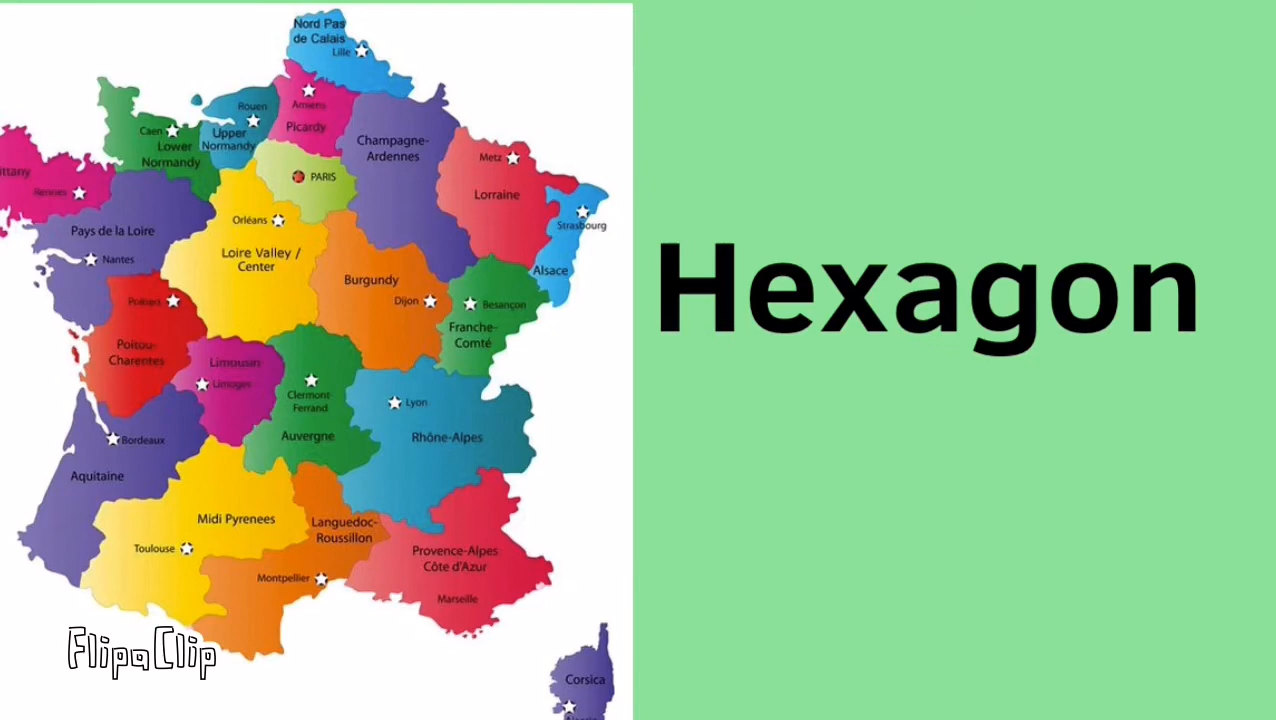 Nord Pas
de Calais
Lille
Rouen
Amiens
Picardy
Caen
Lower
Normandy
Upper
Normandy
Champagne-
Ardennes
Metz
Lorraine
PARIS
ittany
Rennes
Strasbourg
Alsace
Pays de la Loire
Nantes
Orléans
Loire Valley /
Center
Burgundy
Dijon
Besançon
Franche-
Comté
Poitiers
Poitou-
Charentes
Limousin
Limoges
Clermont-
Ferrand
Auvergne
Lyon
Rhône-Alpes
Bordeaux
Aquitaine
Midi Pyrenees
Toulouse
Languedoc-
Roussillon
Montpellier
Provence-Alpes
Côte d'Azur
Marseille
Corsica
FlipaClip
Hexagon